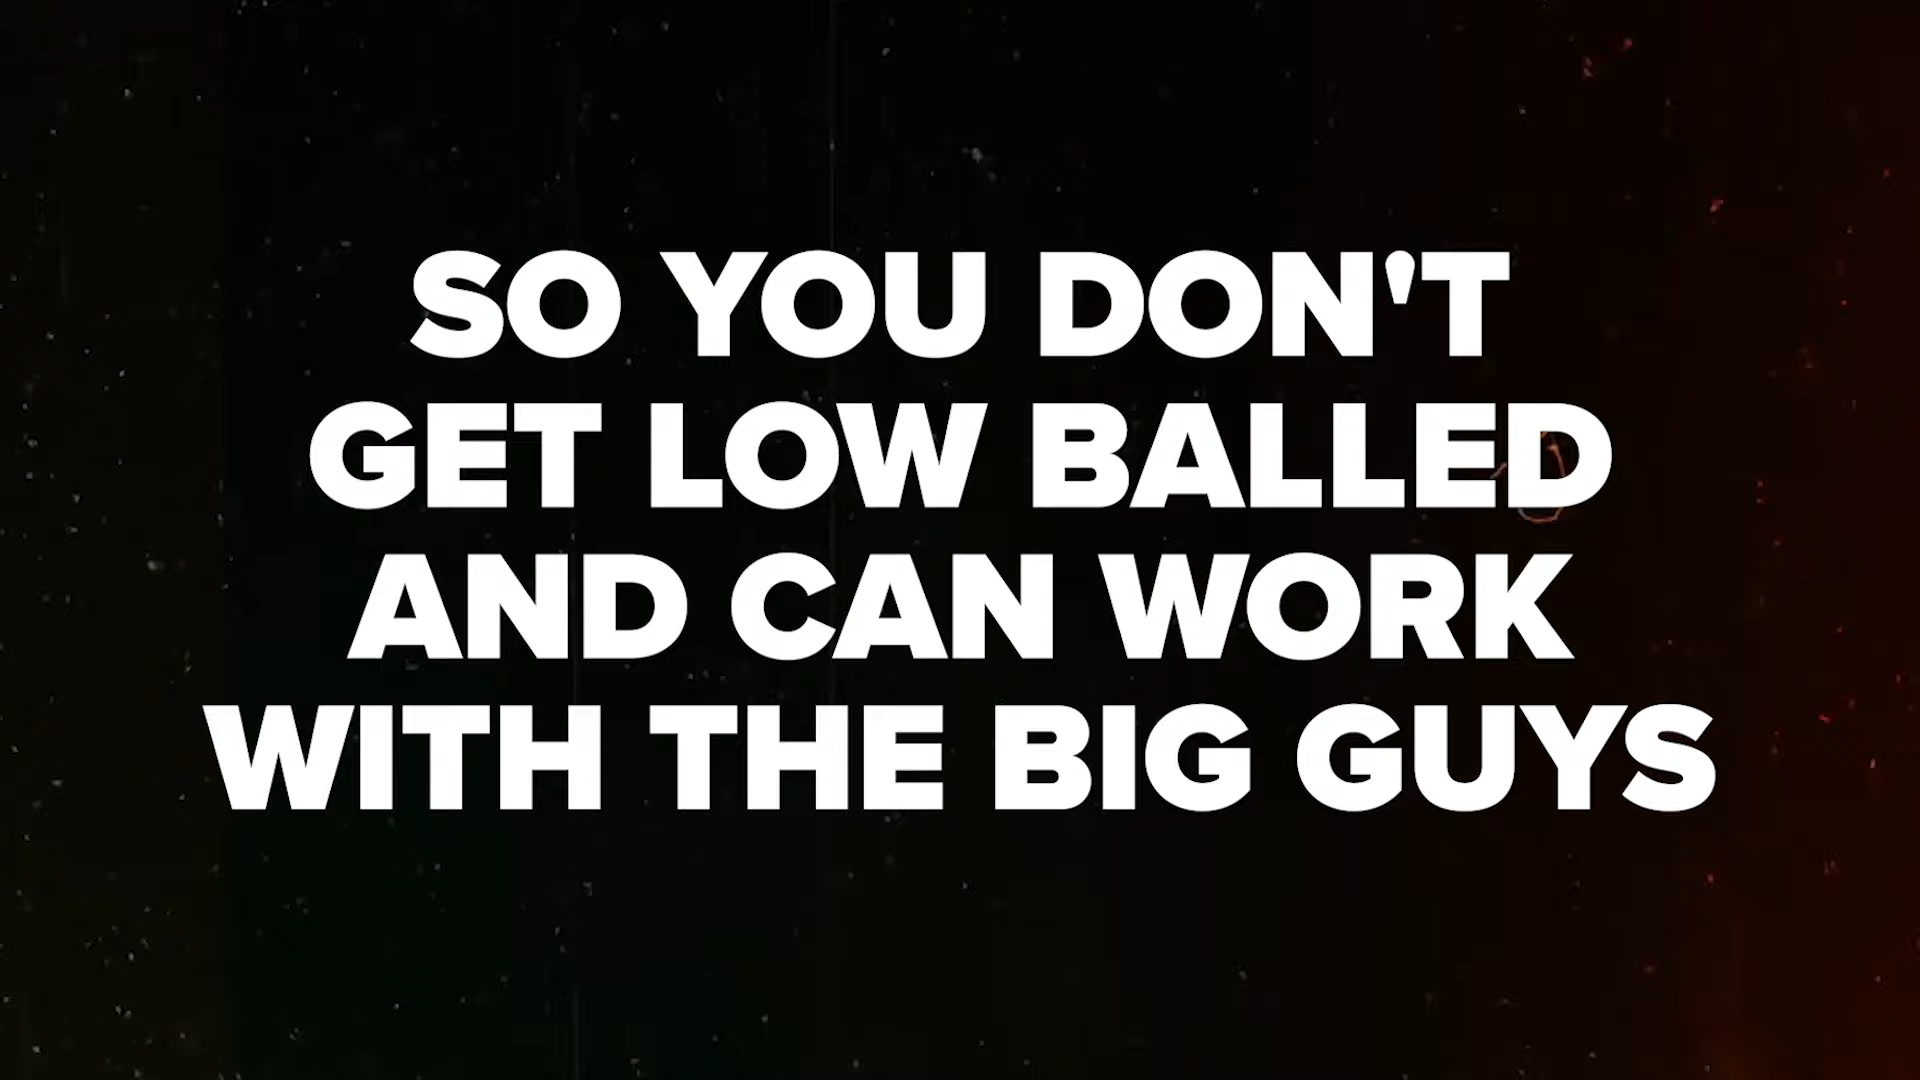 SO YOU DON'T
GET LOW BALLED
AND CAN WORK
WITH THE BIG GUYS